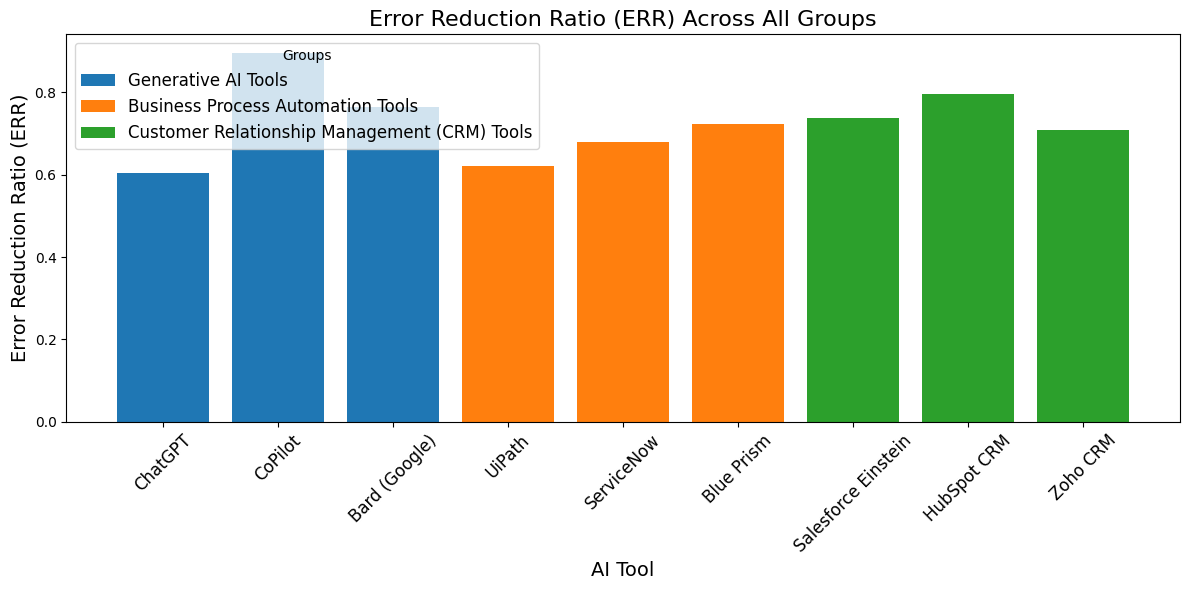 Error Reduction Ratio (ERR) Across All Groups
Groups
Generative AI Tools
Business Process Automation Tools
Customer Relationship Management (CRM) Tools
Error Reduction Ratio (ERR)
0.8
0.6
0.4
0.2
0.0
ChatGPT
CoPilot
Bard (Google)
UiPath
ServiceNow
Blue Prism
Salesforce Einstein
HubSpot CRM
Zoho CRM
AI Tool